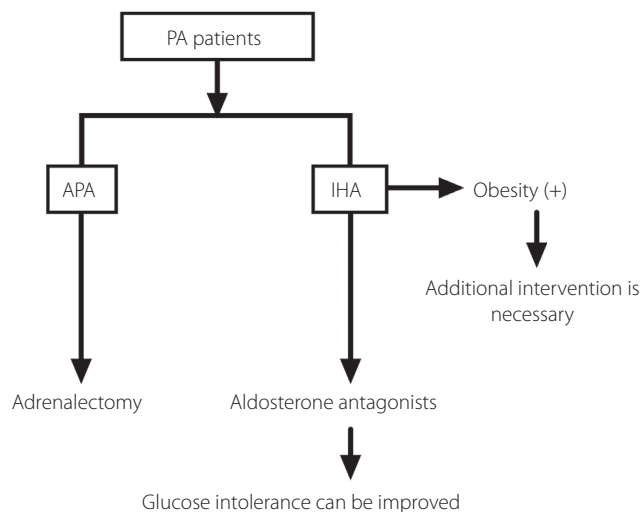 PA patients
APA
IHA
Obesity (+)
Additional intervention is
necessary
Adrenalectomy
Aldosterone antagonists
Glucose intolerance can be improved